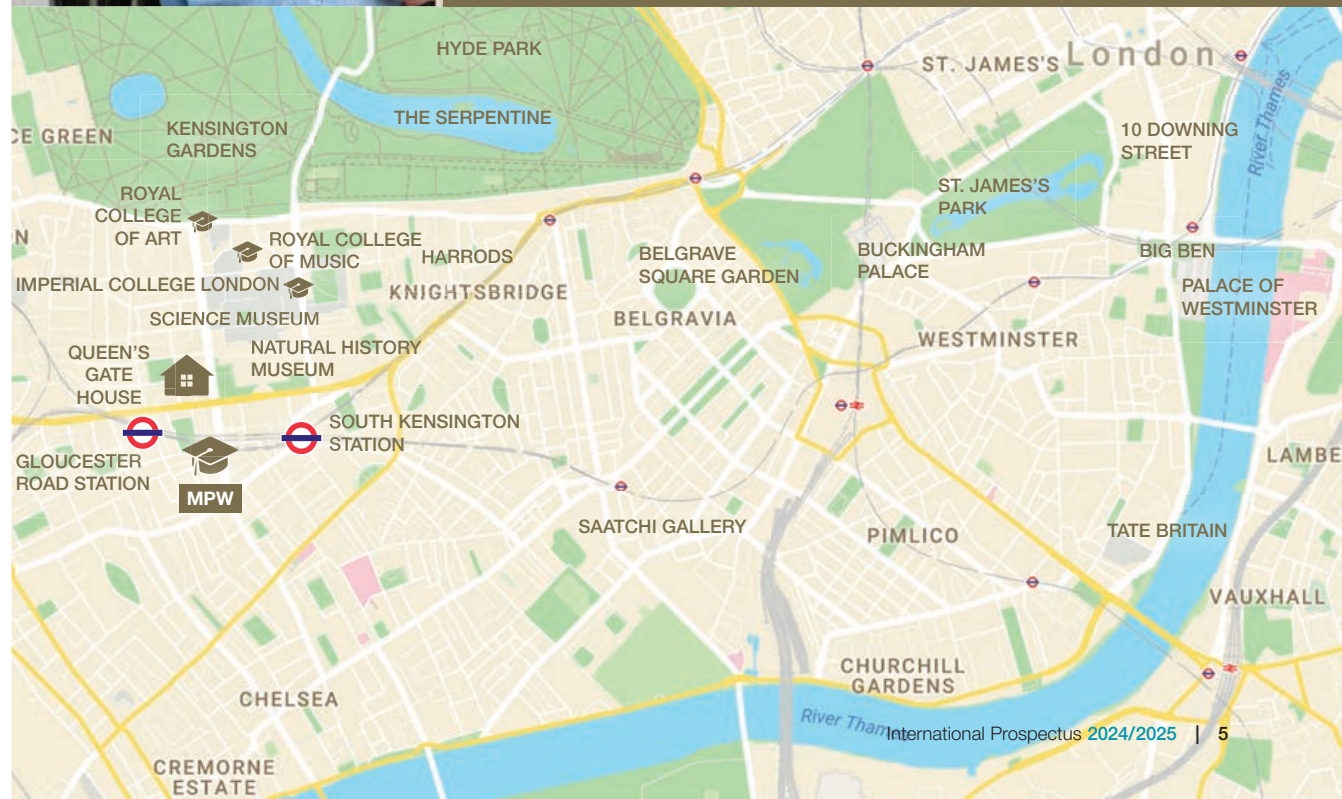 HYDE PARK
ST. JAMES'S
London
THE SERPENTINE
CE GREEN
KENSINGTON
GARDENS
10 DOWNING
STREET
River Thames
ROYAL
COLLEGE
OF ART
ST. JAMES'S
PARK
N
ROYAL COLLEGE
OF MUSIC
HARRODS
BELGRAVE
SQUARE GARDEN
BUCKINGHAM
PALACE
BIG BEN
IMPERIAL COLLEGE LONDON
KNIGHTSBRIDGE
PALACE OF
WESTMINSTER
SCIENCE MUSEUM
BELGRAVIA
WESTMINSTER
QUEEN'S
GATE
HOUSE
NATURAL HISTORY
MUSEUM
SOUTH KENSINGTON
STATION
GLOUCESTER
ROAD STATION
LAMBE
MPW
SAATCHI GALLERY
PIMLICO
TATE BRITAIN
VAUXHALL
CHURCHILL
GARDENS
CHELSEA
River Thames
International Prospectus 2024/2025 | 5
CREMORNE
ESTATE